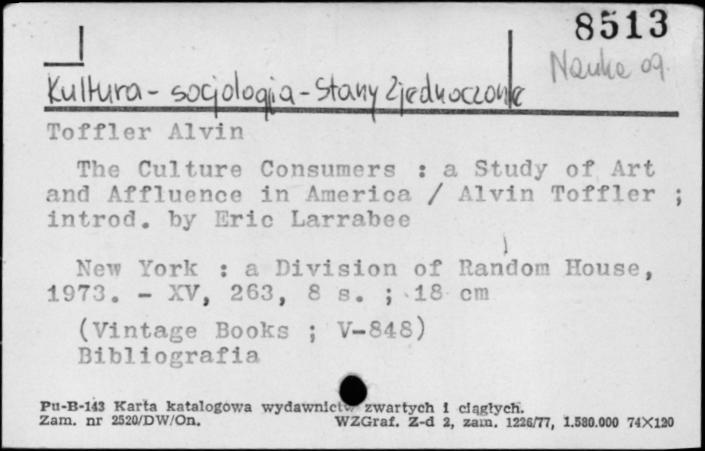 8513
Nauka og.
Kultura - socjologia - Stany Zjednoczone
Toffler Alvin
The Culture Consumers : a Study of Art
and Affluence in America / Alvin Toffler ;
introd. by Eric Larrabee
New York : a Division of Random House,
1973. - XV, 263, 8 s. ; 18 cm
(Vintage Books ; V-848)
Bibliografia
Pu-B-143 Karta katalogowa wydawnictw zwartych i ciągłych.
Zam. nr 2520/DW/On. WZGraf. Z-d 2, zam. 1226/77, 1.580.000 74X120